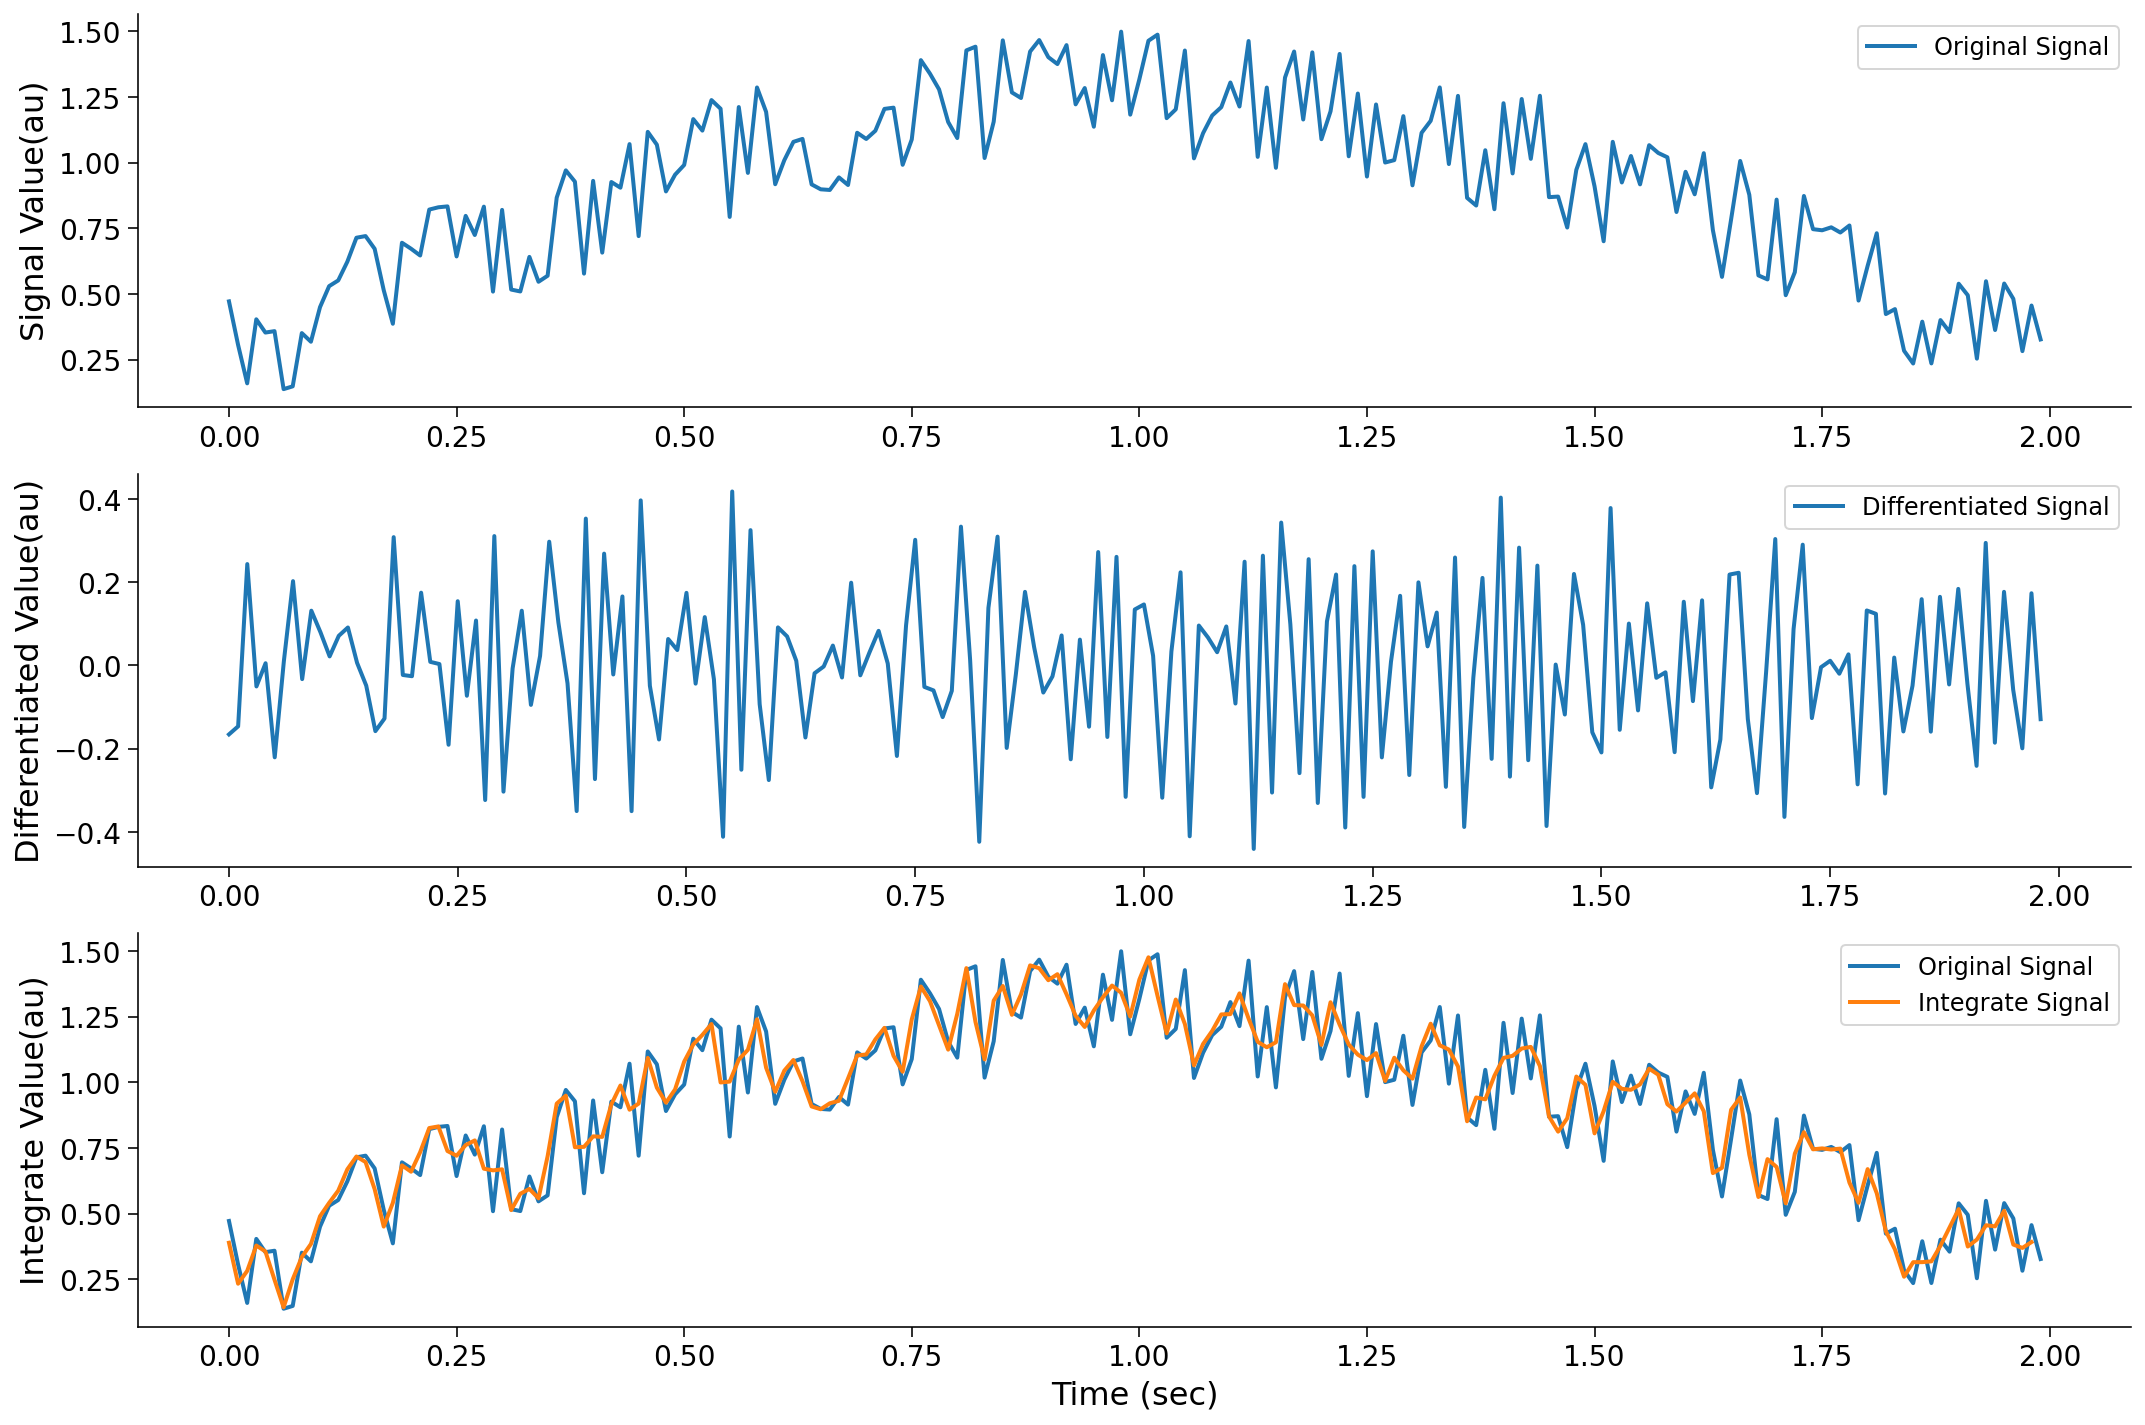 Signal Value(au)
1.50
1.25
1.00
0.75
0.50
0.25
Original Signal
0.00 0.25 0.50 0.75 1.00 1.25 1.50 1.75 2.00
Differentiated Value(au)
0.4
0.2
0.0
−0.2
−0.4
Differentiated Signal
0.00 0.25 0.50 0.75 1.00 1.25 1.50 1.75 2.00
Integrate Value(au)
1.50
1.25
1.00
0.75
0.50
0.25
Original Signal
Integrate Signal
0.00 0.25 0.50 0.75 1.00 1.25 1.50 1.75 2.00
Time (sec)